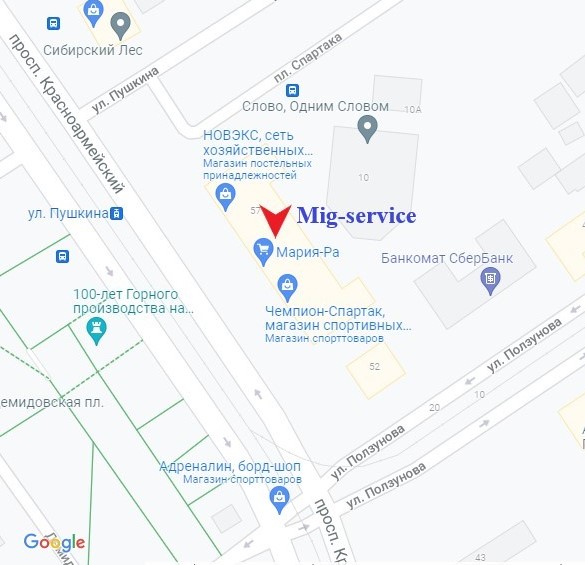 Сибирский Лес
ул. Пушкина
пл. Спартака
просп. Красноармейский
Слово, Одним Словом
10А
НОВЭКС, сеть
хозяйственных...
Магазин постельных
принадлежностей
10
57
Mig-service
ул. Пушкина
Мария-Ра
Банкомат СберБанк
100-лет Горного
производства на...
Чемпион-Спартак,
магазин спортивных...
Магазин спорттоваров
ул. Ползунова
52
емидовская пл.
20
10
ул. Ползунова
Адреналин, борд-шоп
Магазин спорттоваров
ул. Ползунова
просп. Кр
Google
43